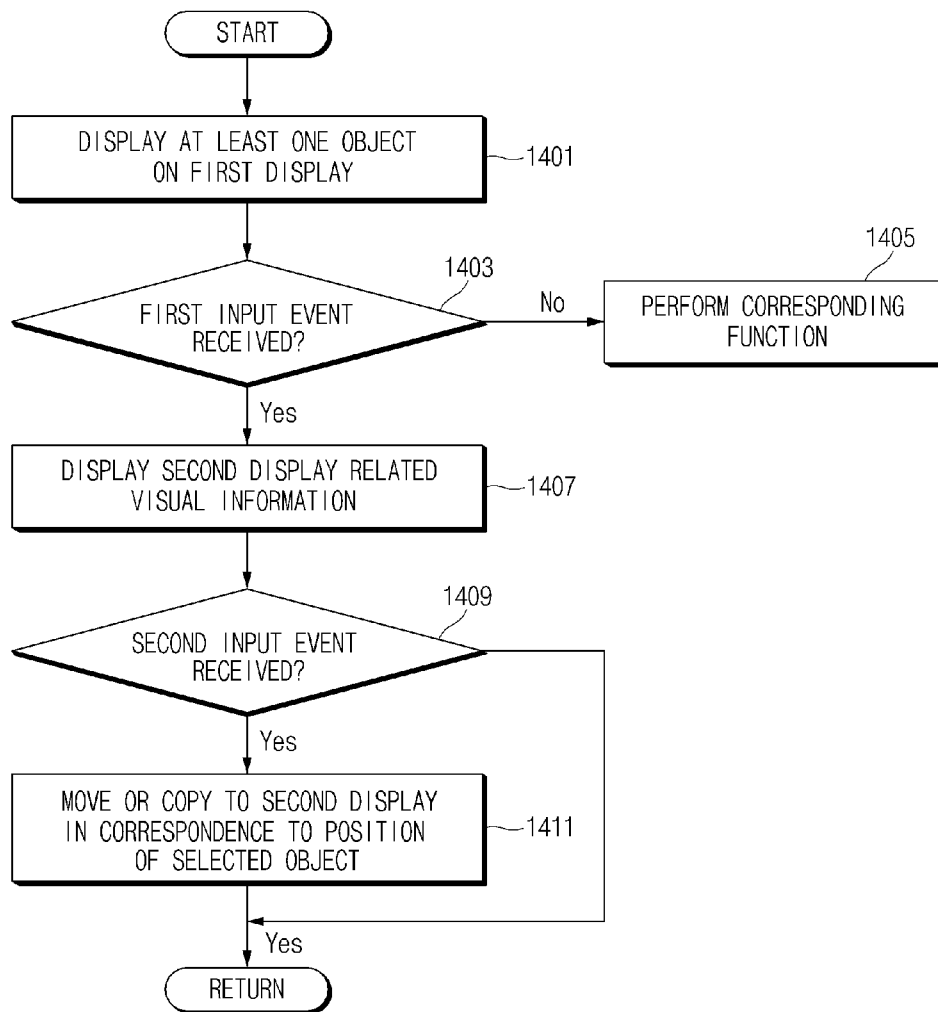 START
DISPLAY AT LEAST ONE OBJECT
ON FIRST DISPLAY
1401
1403
FIRST INPUT EVENT
RECEIVED?
No
1405
PERFORM CORRESPONDING
FUNCTION
Yes
DISPLAY SECOND DISPLAY RELATED
VISUAL INFORMATION
1407
1409
SECOND INPUT EVENT
RECEIVED?
Yes
MOVE OR COPY TO SECOND DISPLAY
IN CORRESPONDENCE TO POSITION
OF SELECTED OBJECT
1411
Yes
RETURN